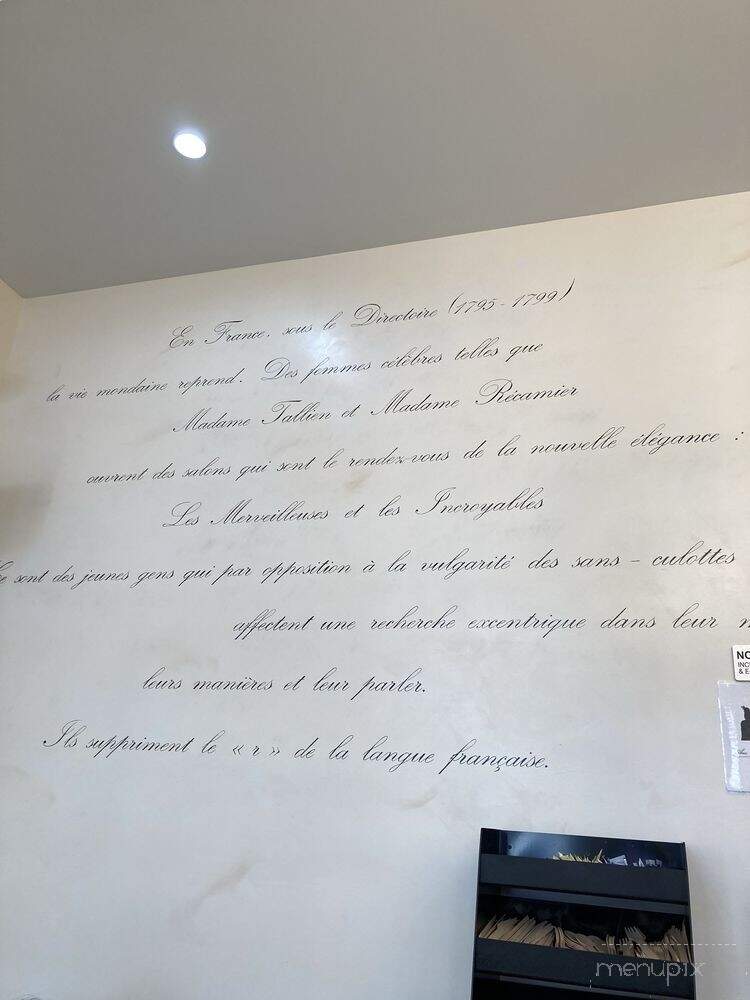 En France, sous le Directoire (1795 - 1799)
la vie mondaine reprend. Des femmes célèbres telles que
Madame Tallien et Madame Récamier
ouvrent des salons qui sont le rendez-vous de la nouvelle élégance :
Les Merveilleuses et les Incroyables
sont des jeunes gens qui par opposition à la vulgarité des sans - culottes
affectent une recherche excentrique dans leur
leurs manières et leur parler.
Ils suppriment le « r » de la langue française.
NO
& E
menupix